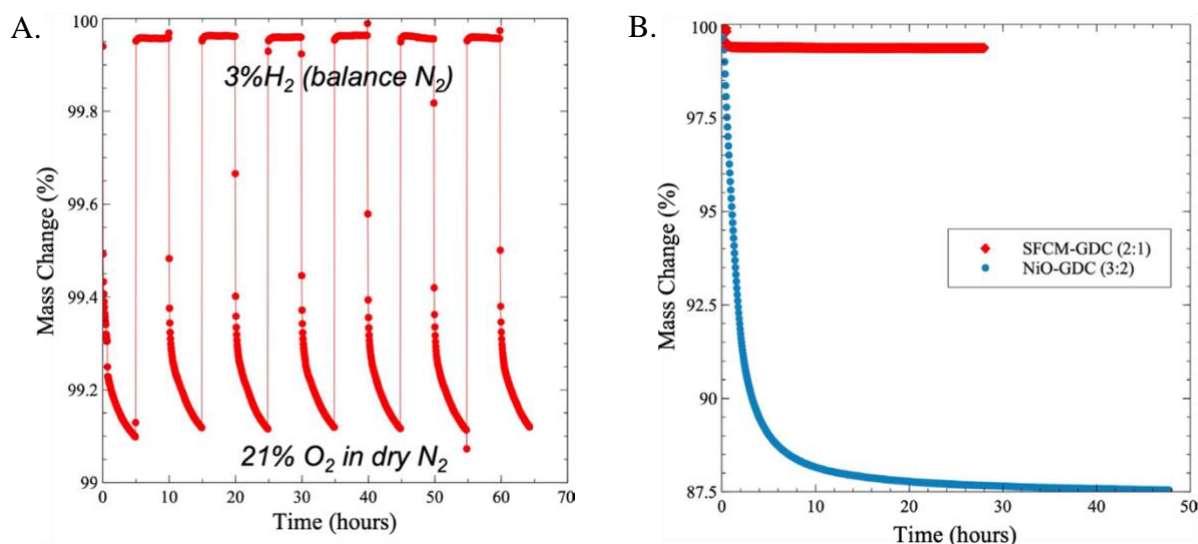 A.
100
99.8
99.6
99.4
99.2
99
Mass Change (%)
3%H₂ (balance N₂)
21% O₂ in dry N₂
0 10 20 30 40 50 60 70
Time (hours)
B.
100
97.5
95
92.5
90
87.5
Mass Change (%)
SFCM-GDC (2:1)
NiO-GDC (3:2)
0 10 20 30 40 50
Time (hours)